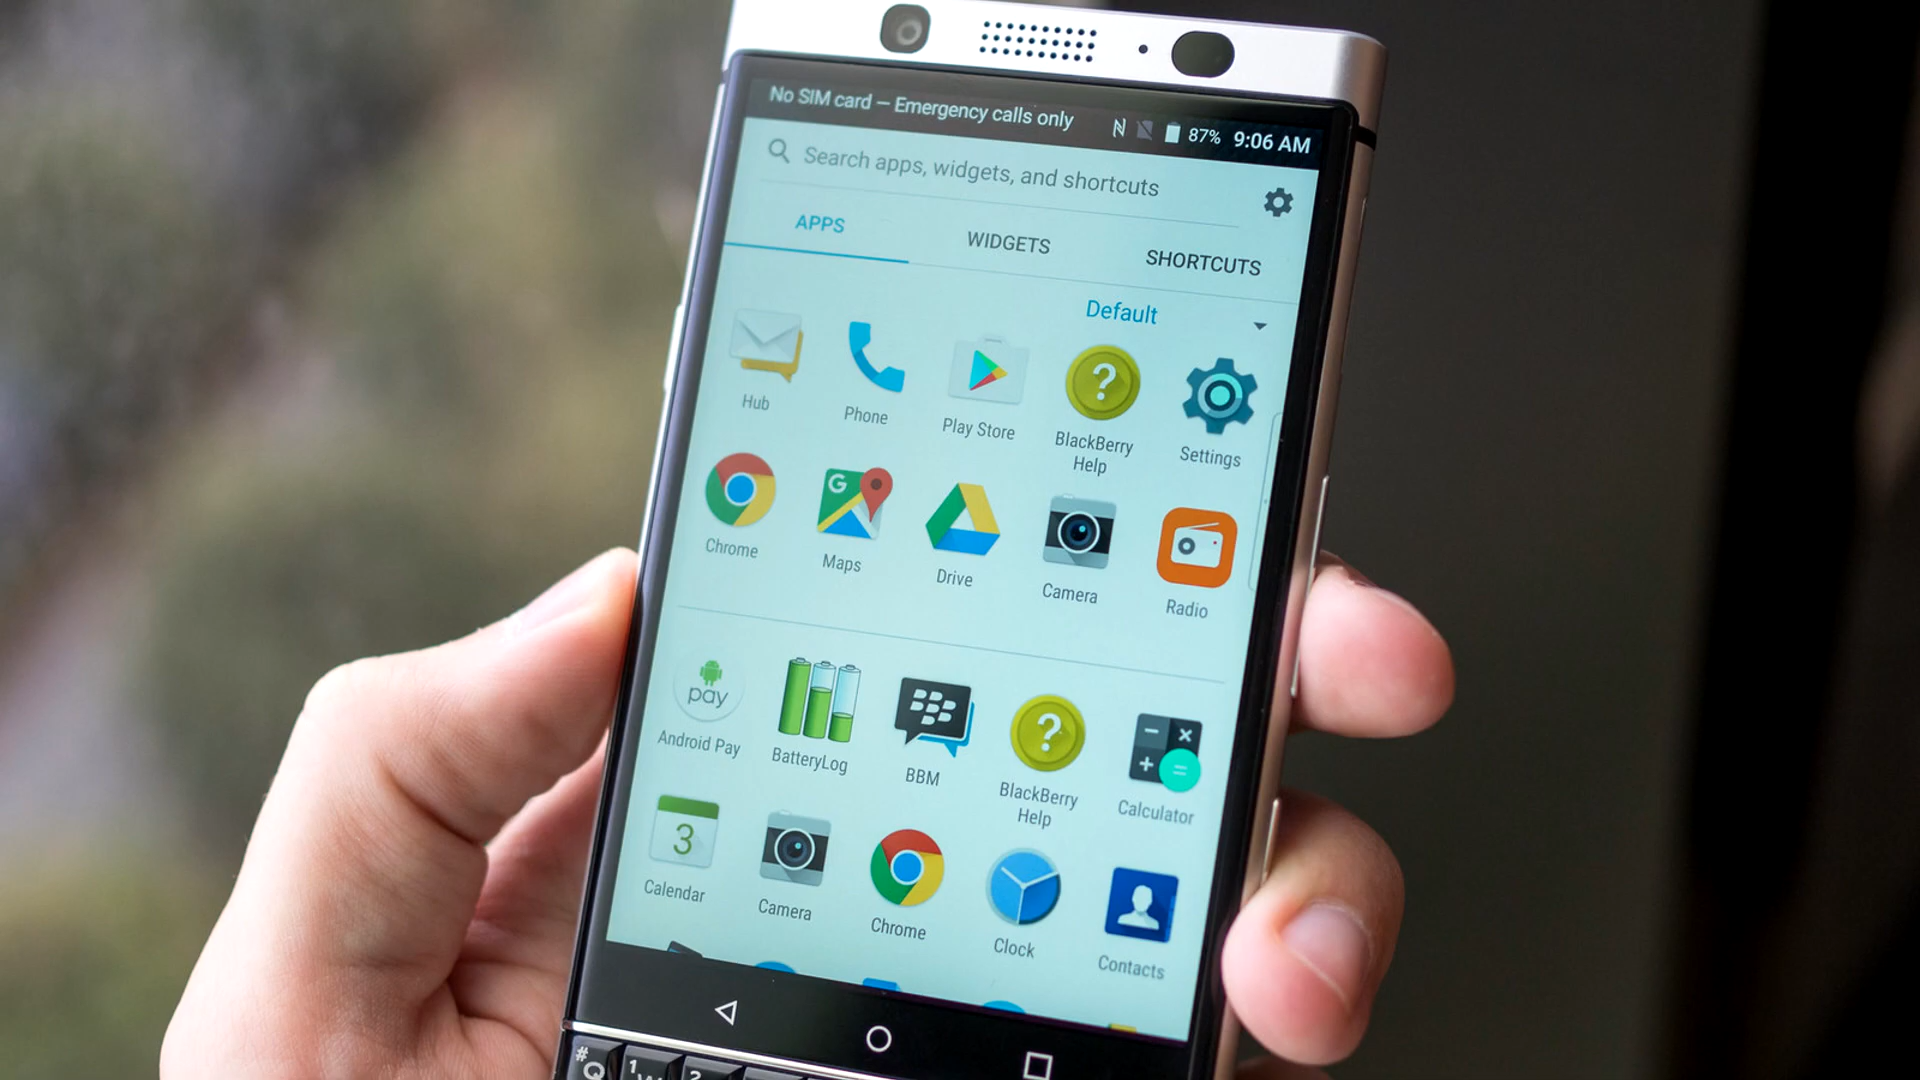 No SIM card – Emergency calls only 87% 9:06 AM
Search apps, widgets, and shortcuts
APPS WIDGETS SHORTCUTS
Default
Hub Phone Play Store BlackBerry Help Settings
G
Chrome Maps Drive Camera Radio
pay
Android Pay BatteryLog BBM BlackBerry Help Calculator
3
Calendar Camera Chrome Clock Contacts
# Q 1 W 2